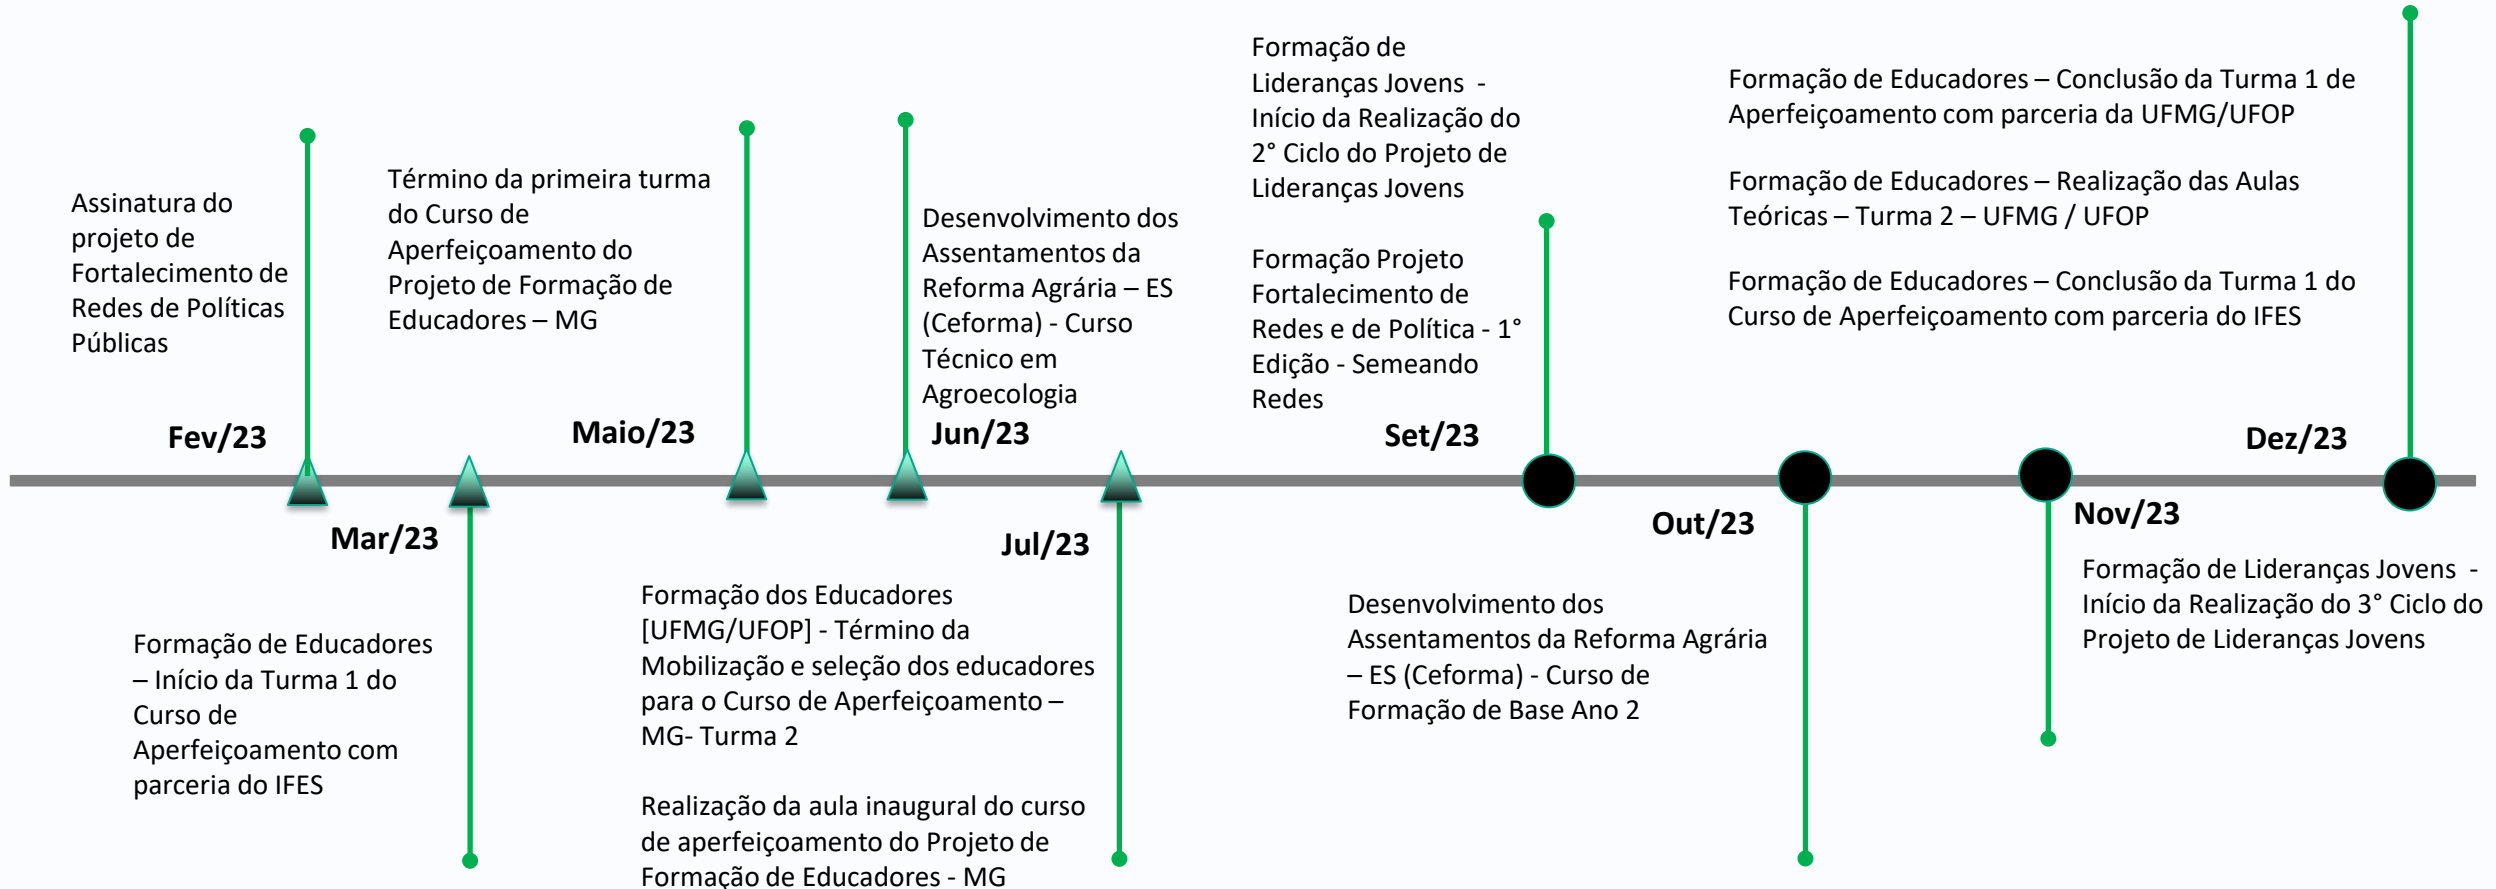 Assinatura do
projeto de
Fortalecimento de
Redes de Políticas
Públicas
Fev/23
Formação de Educadores
– Início da Turma 1 do
Curso de
Aperfeiçoamento com
parceria do IFES
Mar/23
Término da primeira turma
do Curso de
Aperfeiçoamento do
Projeto de Formação de
Educadores – MG
Maio/23
Desenvolvimento dos
Assentamentos da
Reforma Agrária – ES
(Ceforma) - Curso
Técnico em
Agroecologia
Jun/23
Jul/23
Formação dos Educadores
[UFMG/UFOP] - Término da
Mobilização e seleção dos educadores
para o Curso de Aperfeiçoamento –
MG- Turma 2
Realização da aula inaugural do curso
de aperfeiçoamento do Projeto de
Formação de Educadores - MG
Formação de
Lideranças Jovens -
Início da Realização do
2° Ciclo do Projeto de
Lideranças Jovens
Formação Projeto
Fortalecimento de
Redes e de Política - 1°
Edição - Semeando
Redes
Set/23
Out/23
Desenvolvimento dos
Assentamentos da Reforma Agrária
– ES (Ceforma) - Curso de
Formação de Base Ano 2
Nov/23
Formação de Lideranças Jovens -
Início da Realização do 3° Ciclo do
Projeto de Lideranças Jovens
Formação de Educadores – Conclusão da Turma 1 de
Aperfeiçoamento com parceria da UFMG/UFOP
Formação de Educadores – Realização das Aulas
Teóricas – Turma 2 – UFMG / UFOP
Formação de Educadores – Conclusão da Turma 1 do
Curso de Aperfeiçoamento com parceria do IFES
Dez/23